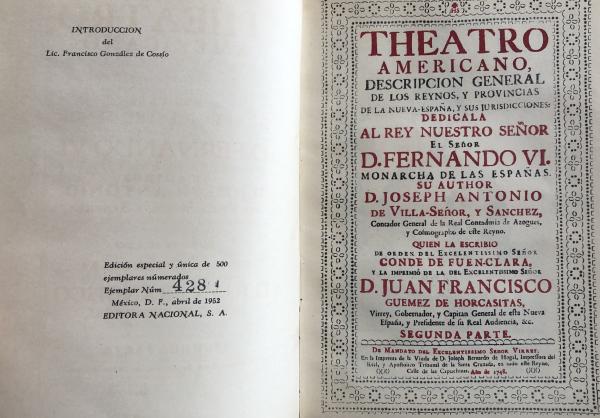 INTRODUCCION
del
Lic. Francisco González de Cossío
Edición especial y única de 500
ejemplares númerados
Ejemplar Núm 428
México, D. F., abril de 1952
EDITORA NACIONAL, S. A.
THEATRO
AMERICANO,
DESCRIPCION GENERAL
DE LOS REYNOS, Y PROVINCIAS
DE LA NUEVA-ESPAÑA, Y SUS JURISDICCIONES:
DEDICALA
AL REY NUESTRO SEÑOR
EL SEÑOR
D. FERNANDO VI.
MONARCHA DE LAS ESPAÑAS.
SU AUTHOR
D. JOSEPH ANTONIO
DE VILLA-SEÑOR, Y SANCHEZ,
Contador General de la Real Contaduria de Azogues,
y Cosmographo de este Reyno.
QUIEN LA ESCRIBIO
DE ORDEN DEL EXCELENTISSIMO SEÑOR
CONDE DE FUEN-CLARA,
Y LA IMPRIMIÓ DE LA DEL EXCELENTISSIMO SEÑOR
D. JUAN FRANCISCO
GUEMEZ DE HORCASITAS,
Virrey, Gobernador, y Capitan General de esta Nueva
España, y Presidente de su Real Audiencia, &c.
SEGUNDA PARTE.
DE MANDATO DEL EXCELENTISSIMO SEÑOR VIRREY.
En la Imprenta de la Viuda de D. Joseph Bernardo de Hogal, Impressora del
Real, y Apostolico Tribunal de la Santa Cruzada, en todo este Reyno.
Calle de las Capuchinas. Año de 1748.